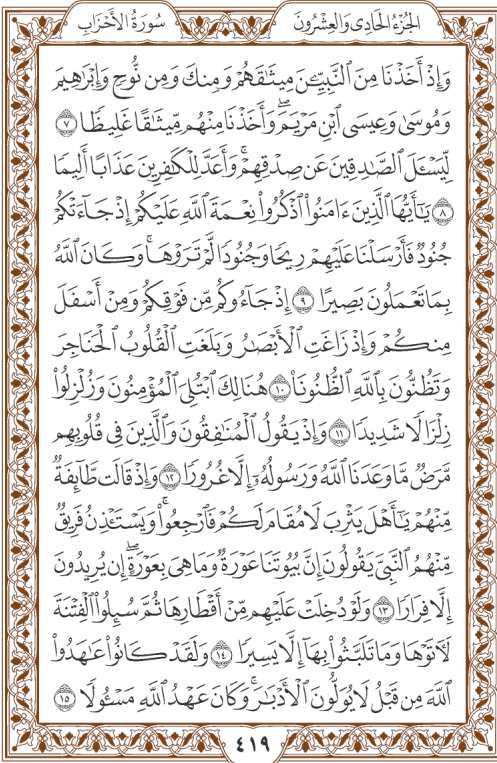 الجُزْءُ الحَادِى وَالعِشْرُونَ
سُورَةُ الأَحْزَابِ
وَإِذْ أَخَذْنَا مِنَ ٱلنَّبِيِّـۧنَ مِيثَـٰقَهُمْ وَمِنكَ وَمِن نُّوحٍ وَإِبْرَٰهِيمَ
وَمُوسَىٰ وَعِيسَى ٱبْنِ مَرْيَمَۖ وَأَخَذْنَا مِنْهُم مِّيثَـٰقًا غَلِيظًا ٧
لِّيَسْـَٔلَ ٱلصَّـٰدِقِينَ عَن صِدْقِهِمْۚ وَأَعَدَّ لِلْكَـٰفِرِينَ عَذَابًا أَلِيمًا
٨ يَـٰٓأَيُّهَا ٱلَّذِينَ ءَامَنُوا۟ ٱذْكُرُوا۟ نِعْمَةَ ٱللَّهِ عَلَيْكُمْ إِذْ جَآءَتْكُمْ
جُنُودٌ فَأَرْسَلْنَا عَلَيْهِمْ رِيحًا وَجُنُودًا لَّمْ تَرَوْهَاۚ وَكَانَ ٱللَّهُ
بِمَا تَعْمَلُونَ بَصِيرًا ٩ إِذْ جَآءُوكُم مِّن فَوْقِكُمْ وَمِنْ أَسْفَلَ
مِنكُمْ وَإِذْ زَاغَتِ ٱلْأَبْصَـٰرُ وَبَلَغَتِ ٱلْقُلُوبُ ٱلْحَنَاجِرَ
وَتَظُنُّونَ بِٱللَّهِ ٱلظُّنُونَا۠ ١٠ هُنَالِكَ ٱبْتُلِىَ ٱلْمُؤْمِنُونَ وَزُلْزِلُوا۟
زِلْزَالًا شَدِيدًا ١١ وَإِذْ يَقُولُ ٱلْمُنَـٰفِقُونَ وَٱلَّذِينَ فِى قُلُوبِهِم
مَّرَضٌ مَّا وَعَدَنَا ٱللَّهُ وَرَسُولُهُۥٓ إِلَّا غُرُورًا ١٢ وَإِذْ قَالَت طَّآئِفَةٌ
مِّنْهُمْ يَـٰٓأَهْلَ يَثْرِبَ لَا مُقَامَ لَكُمْ فَٱرْجِعُوا۟ۚ وَيَسْتَـْٔذِنُ فَرِيقٌ
مِّنْهُمُ ٱلنَّبِىَّ يَقُولُونَ إِنَّ بُيُوتَنَا عَوْرَةٌ وَمَا هِىَ بِعَوْرَةٍۖ إِن يُرِيدُونَ
إِلَّا فِرَارًا ١٣ وَلَوْ دُخِلَتْ عَلَيْهِم مِّنْ أَقْطَارِهَا ثُمَّ سُئِلُوا۟ ٱلْفِتْنَةَ
لَـَٔاتَوْهَا وَمَا تَلَبَّثُوا۟ بِهَآ إِلَّا يَسِيرًا ١٤ وَلَقَدْ كَانُوا۟ عَـٰهَدُوا۟
ٱللَّهَ مِن قَبْلُ لَا يُوَلُّونَ ٱلْأَدْبَـٰرَۚ وَكَانَ عَهْدُ ٱللَّهِ مَسْـُٔولًا ١٥
٤١٩